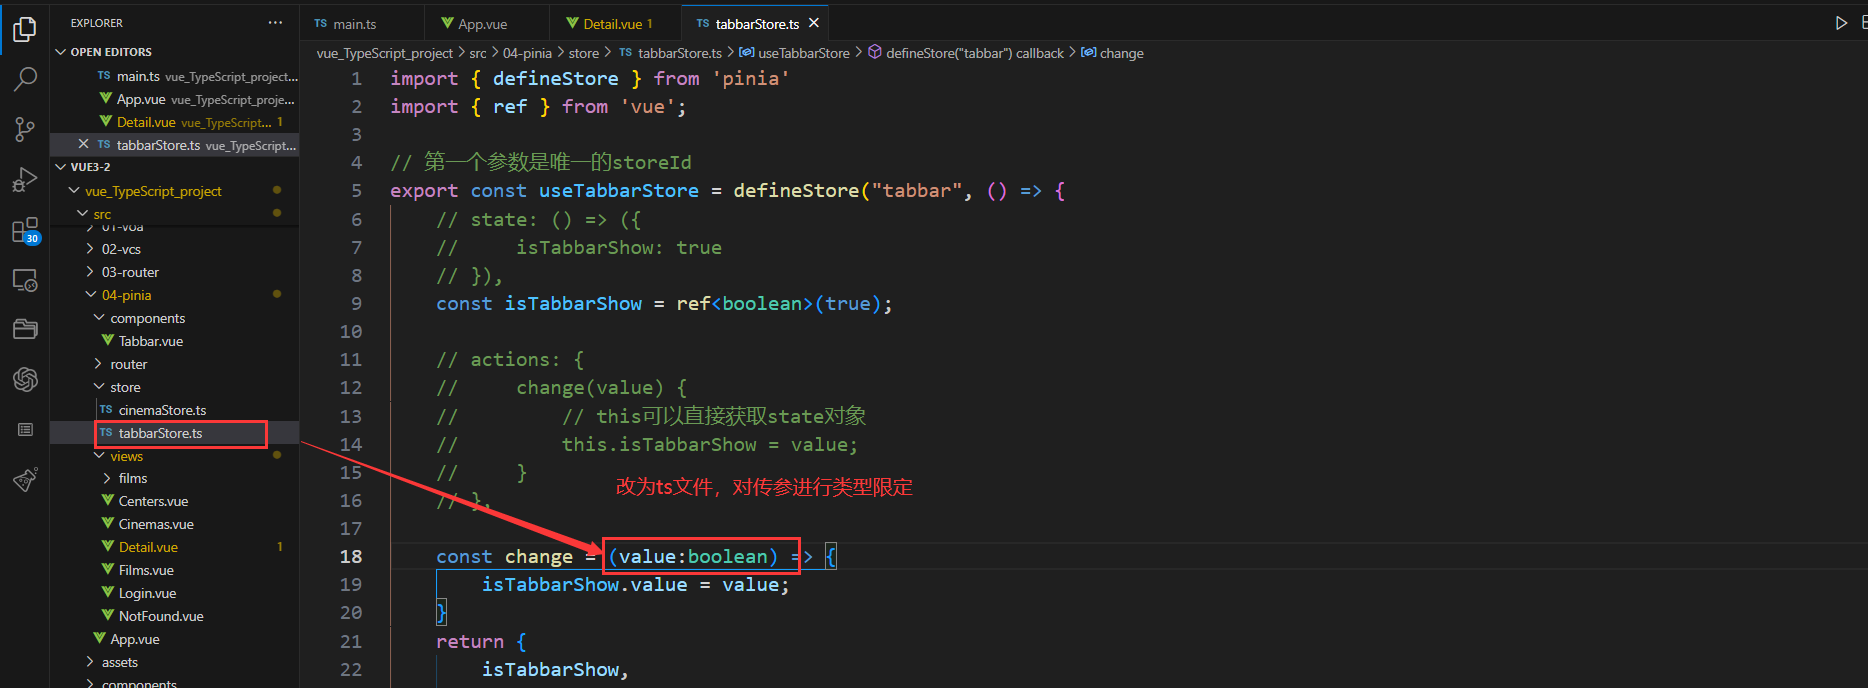 EXPLORER
OPEN EDITORS
TS main.ts vue_TypeScript_project...
App.vue vue_TypeScript_proje...
Detail.vue vue_TypeScript... 1
TS tabbarStore.ts vue_TypeScript...
VUE3-2
vue_TypeScript_project
src
02-vcs
03-router
04-pinia
components
Tabbar.vue
router
store
TS cinemaStore.ts
TS tabbarStore.ts
views
films
Centers.vue
Cinemas.vue
Detail.vue 1
Films.vue
Login.vue
NotFound.vue
App.vue
assets
components
30
TS main.ts
App.vue
Detail.vue 1
TS tabbarStore.ts
vue_TypeScript_project > src > 04-pinia > store > TS tabbarStore.ts > useTabbarStore > defineStore("tabbar") callback > change
1 import { defineStore } from 'pinia'
2 import { ref } from 'vue';
3
4 // 第一个参数是唯一的storeId
5 export const useTabbarStore = defineStore("tabbar", () => {
6 // state: () => ({
7 // isTabbarShow: true
8 // }),
9 const isTabbarShow = ref<boolean>(true);
10
11 // actions: {
12 // change(value) {
13 // // this可以直接获取state对象
14 // this.isTabbarShow = value;
15 // }
改为ts文件，对传参进行类型限定
16 // },
17
18 const change = (value:boolean) => {
19 isTabbarShow.value = value;
20 }
21 return {
22 isTabbarShow,